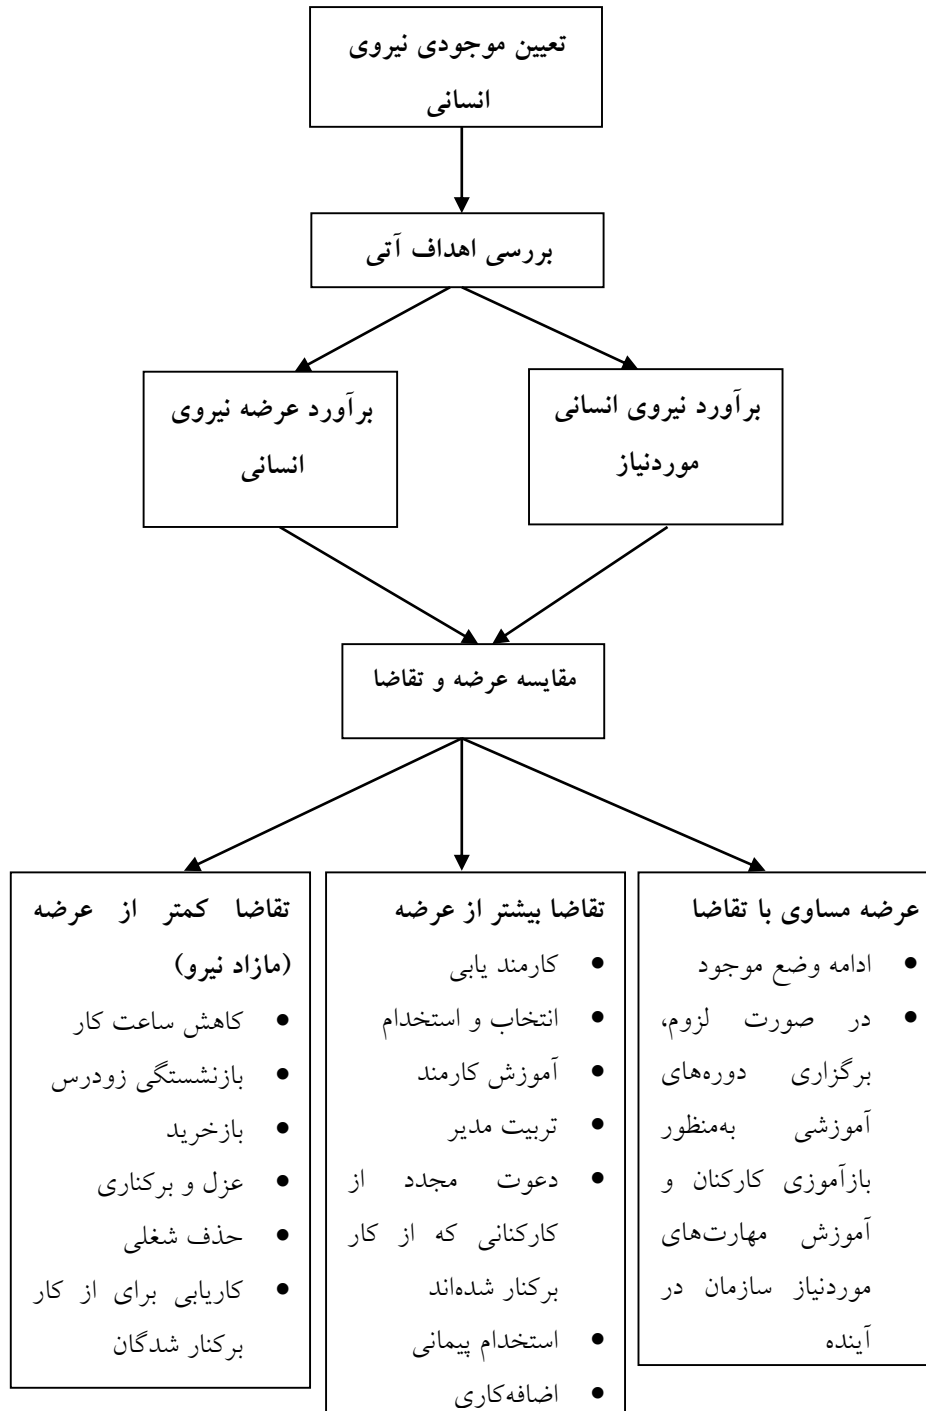 تعیین موجودی نیروی
انسانی
بررسی اهداف آتی
برآورد نیروی انسانی
موردنیاز
برآورد عرضه نیروی
انسانی
مقایسه عرضه و تقاضا
عرضه مساوی با تقاضا
● ادامه وضع موجود
● در صورت لزوم،
برگزاری دوره‌های
آموزشی به‌منظور
بازآموزی کارکنان و
آموزش مهارت‌های
موردنیاز سازمان در
آینده
تقاضا بیشتر از عرضه
● کارمند یابی
● انتخاب و استخدام
● آموزش کارمند
● تربیت مدیر
● دعوت مجدد از
کارکنانی که از کار
برکنار شده‌اند
● استخدام پیمانی
● اضافه‌کاری
تقاضا کمتر از عرضه
(مازاد نیرو)
● کاهش ساعت کار
● بازنشستگی زودرس
● بازخرید
● عزل و برکناری
● حذف شغلی
● کاریابی برای از کار
برکنار شدگان